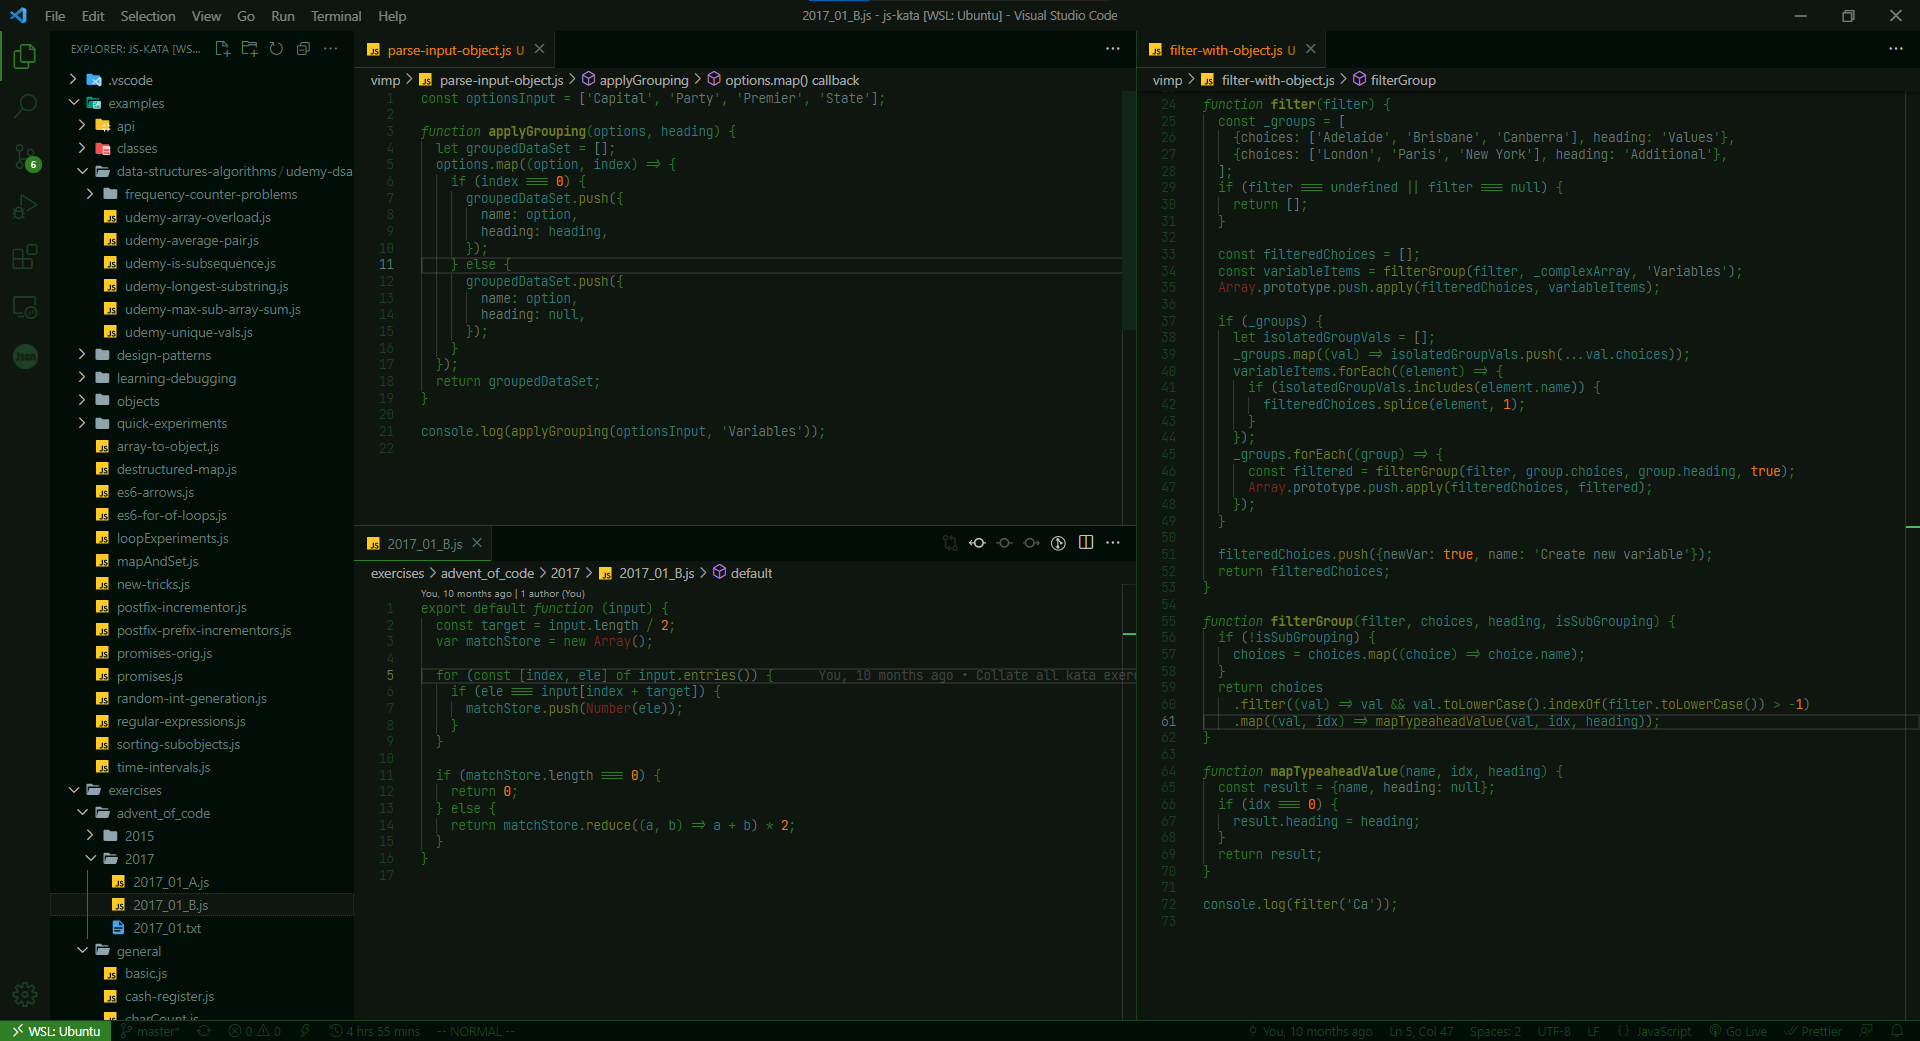 File Edit Selection View Go Run Terminal Help
2017_01_B.js - js-kata [WSL: Ubuntu] - Visual Studio Code
EXPLORER: JS-KATA [WS...
.vscode
examples
api
classes
data-structures-algorithms / udemy-dsa
frequency-counter-problems
udemy-array-overload.js
udemy-average-pair.js
udemy-is-subsequence.js
udemy-longest-substring.js
udemy-max-sub-array-sum.js
udemy-unique-vals.js
design-patterns
learning-debugging
objects
quick-experiments
array-to-object.js
destructured-map.js
es6-arrows.js
es6-for-of-loops.js
loopExperiments.js
mapAndSet.js
new-tricks.js
postfix-incrementor.js
postfix-prefix-incrementors.js
promises-orig.js
promises.js
random-int-generation.js
regular-expressions.js
sorting-subobjects.js
time-intervals.js
exercises
advent_of_code
2015
2017
2017_01_A.js
2017_01_B.js
2017_01.txt
general
basic.js
cash-register.js
charCount.js
6
Json
parse-input-object.js U
vimp > parse-input-object.js > applyGrouping > options.map() callback
1 const optionsInput = ['Capital', 'Party', 'Premier', 'State'];
2
3 function applyGrouping(options, heading) {
4 let groupedDataSet = [];
5 options.map((option, index) => {
6 if (index === 0) {
7 groupedDataSet.push({
8 name: option,
9 heading: heading,
10 });
11 } else {
12 groupedDataSet.push({
13 name: option,
14 heading: null,
15 });
16 }
17 });
18 return groupedDataSet;
19 }
20
21 console.log(applyGrouping(optionsInput, 'Variables'));
22
2017_01_B.js
exercises > advent_of_code > 2017 > 2017_01_B.js > default
You, 10 months ago | 1 author (You)
1 export default function (input) {
2 const target = input.length / 2;
3 var matchStore = new Array();
4
5 for (const [index, ele] of input.entries()) { You, 10 months ago • Collate all kata exer
6 if (ele === input[index + target]) {
7 matchStore.push(Number(ele));
8 }
9 }
10
11 if (matchStore.length === 0) {
12 return 0;
13 } else {
14 return matchStore.reduce((a, b) => a + b) * 2;
15 }
16 }
17
filter-with-object.js U
vimp > filter-with-object.js > filterGroup
24 function filter(filter) {
25 const _groups = [
26 {choices: ['Adelaide', 'Brisbane', 'Canberra'], heading: 'Values'},
27 {choices: ['London', 'Paris', 'New York'], heading: 'Additional'},
28 ];
29 if (filter === undefined || filter === null) {
30 return [];
31 }
32
33 const filteredChoices = [];
34 const variableItems = filterGroup(filter, _complexArray, 'Variables');
35 Array.prototype.push.apply(filteredChoices, variableItems);
36
37 if (_groups) {
38 let isolatedGroupVals = [];
39 _groups.map((val) => isolatedGroupVals.push(...val.choices));
40 variableItems.forEach((element) => {
41 if (isolatedGroupVals.includes(element.name)) {
42 filteredChoices.splice(element, 1);
43 }
44 });
45 _groups.forEach((group) => {
46 const filtered = filterGroup(filter, group.choices, group.heading, true);
47 Array.prototype.push.apply(filteredChoices, filtered);
48 });
49 }
50
51 filteredChoices.push({newVar: true, name: 'Create new variable'});
52 return filteredChoices;
53 }
54
55 function filterGroup(filter, choices, heading, isSubGrouping) {
56 if (!isSubGrouping) {
57 choices = choices.map((choice) => choice.name);
58 }
59 return choices
60 .filter((val) => val && val.toLowerCase().indexOf(filter.toLowerCase()) > -1)
61 .map((val, idx) => mapTypeaheadValue(val, idx, heading));
62 }
63
64 function mapTypeaheadValue(name, idx, heading) {
65 const result = {name, heading: null};
66 if (idx === 0) {
67 result.heading = heading;
68 }
69 return result;
70 }
71
72 console.log(filter('Ca'));
73
WSL: Ubuntu master* 0 0 4 hrs 55 mins -- NORMAL --
You, 10 months ago Ln 5, Col 47 Spaces: 2 UTF-8 LF {} JavaScript Go Live Prettier